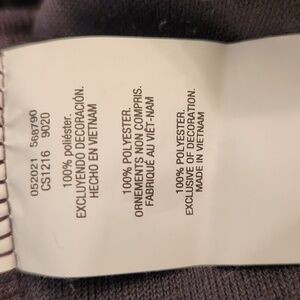 052021 568790
CS1216 9020
100% poliéster.
EXCLUYENDO DECORACIÓN.
HECHO EN VIETNAM
100% POLYESTER.
ORNEMENTS NON COMPRIS.
FABRIQUÉ AU VIÊT-NAM
100% POLYESTER.
EXCLUSIVE OF DECORATION.
MADE IN VIETNAM